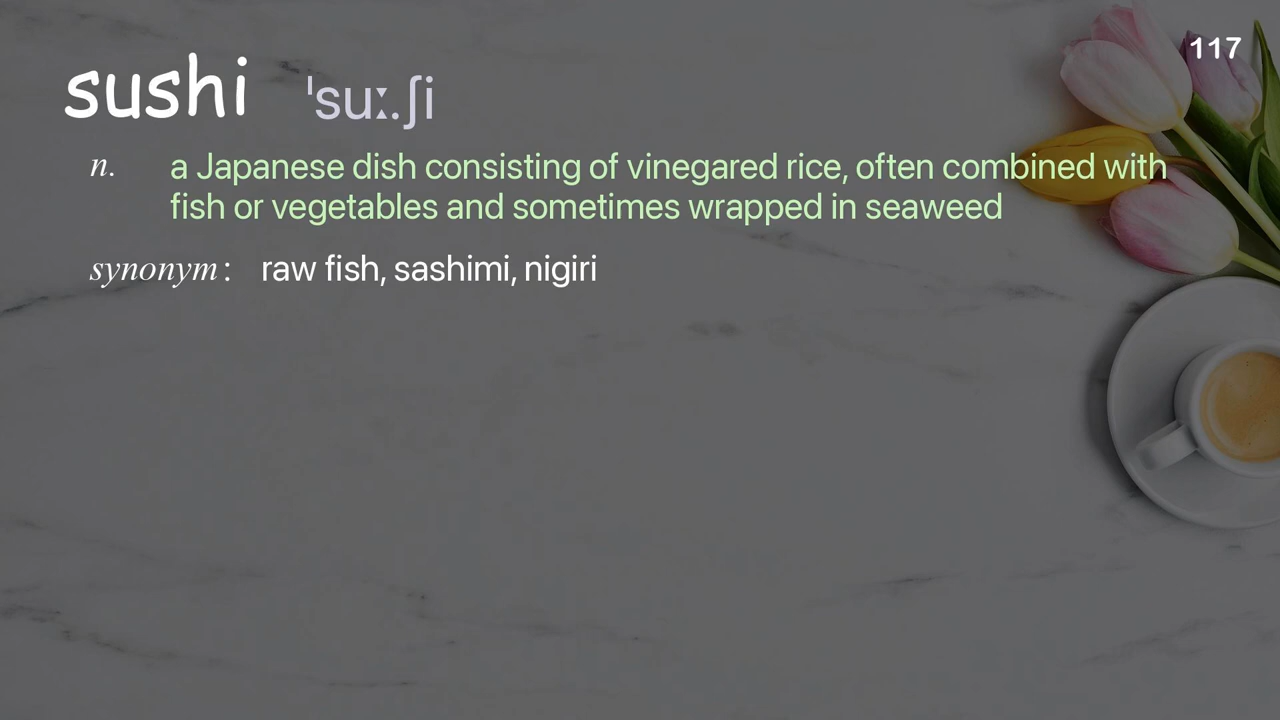 117
sushi ˈsuː.ʃi
n. a Japanese dish consisting of vinegared rice, often combined with
fish or vegetables and sometimes wrapped in seaweed
synonym: raw fish, sashimi, nigiri